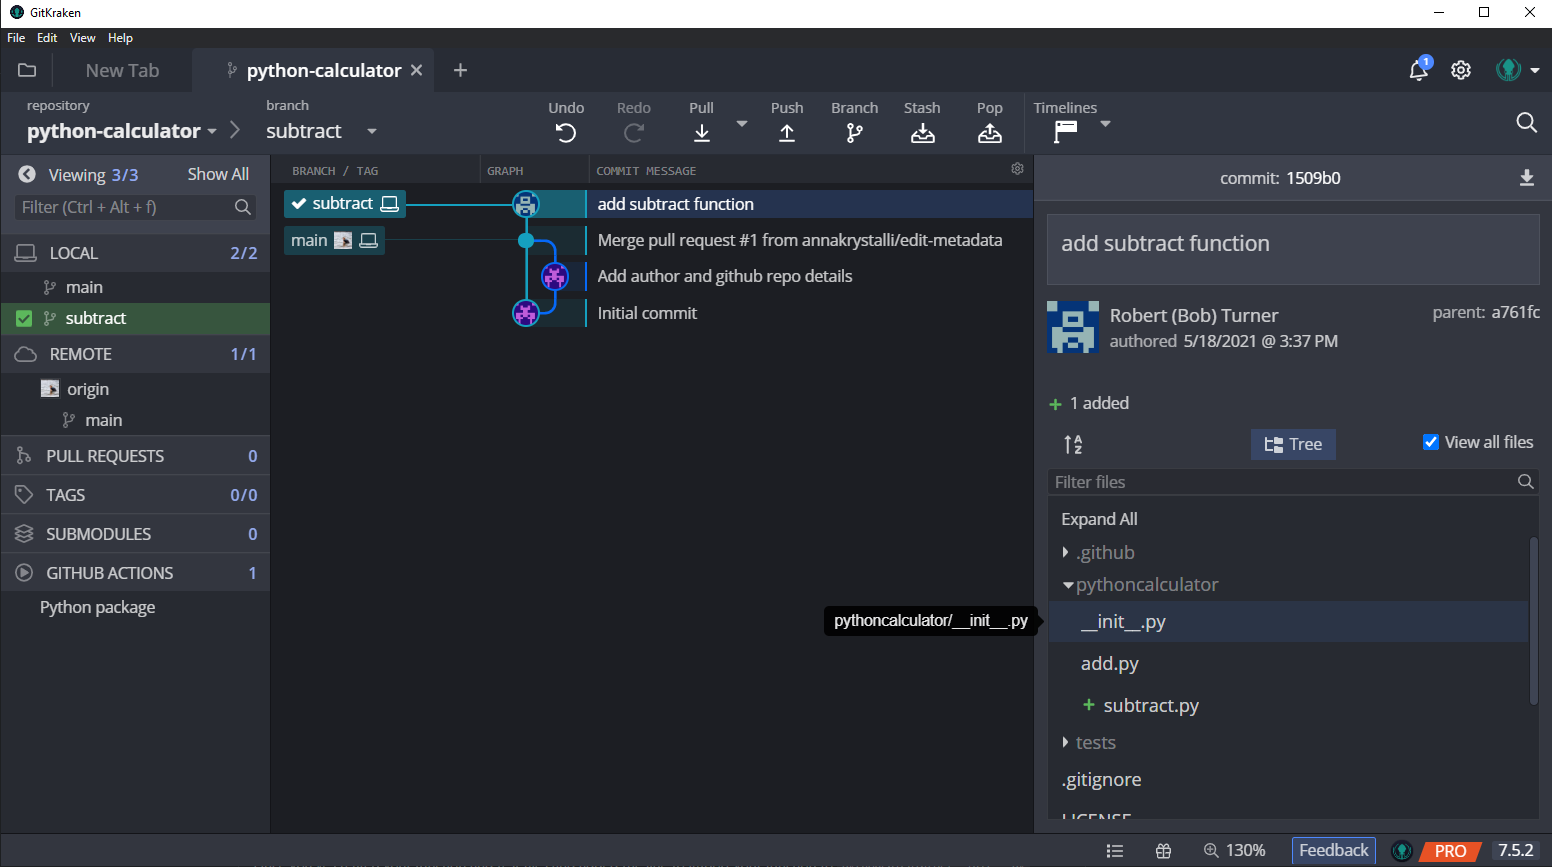 GitKraken
File Edit View Help
New Tab
python-calculator
repository
python-calculator
branch
subtract
Undo
Redo
Pull
Push
Branch
Stash
Pop
Timelines
1
Viewing 3/3 Show All
Filter (Ctrl + Alt + f)
LOCAL 2/2
main
subtract
REMOTE 1/1
origin
main
PULL REQUESTS 0
TAGS 0/0
SUBMODULES 0
GITHUB ACTIONS 1
Python package
BRANCH / TAG GRAPH COMMIT MESSAGE
subtract add subtract function
main Merge pull request #1 from annakrystalli/edit-metadata
Add author and github repo details
Initial commit
commit: 1509b0
add subtract function
Robert (Bob) Turner
authored 5/18/2021 @ 3:37 PM
parent: a761fc
+ 1 added
Tree
View all files
Filter files
Expand All
.github
pythoncalculator
pythoncalculator/__init__.py
__init__.py
add.py
+ subtract.py
tests
.gitignore
LICENSE
130%
Feedback
PRO
7.5.2